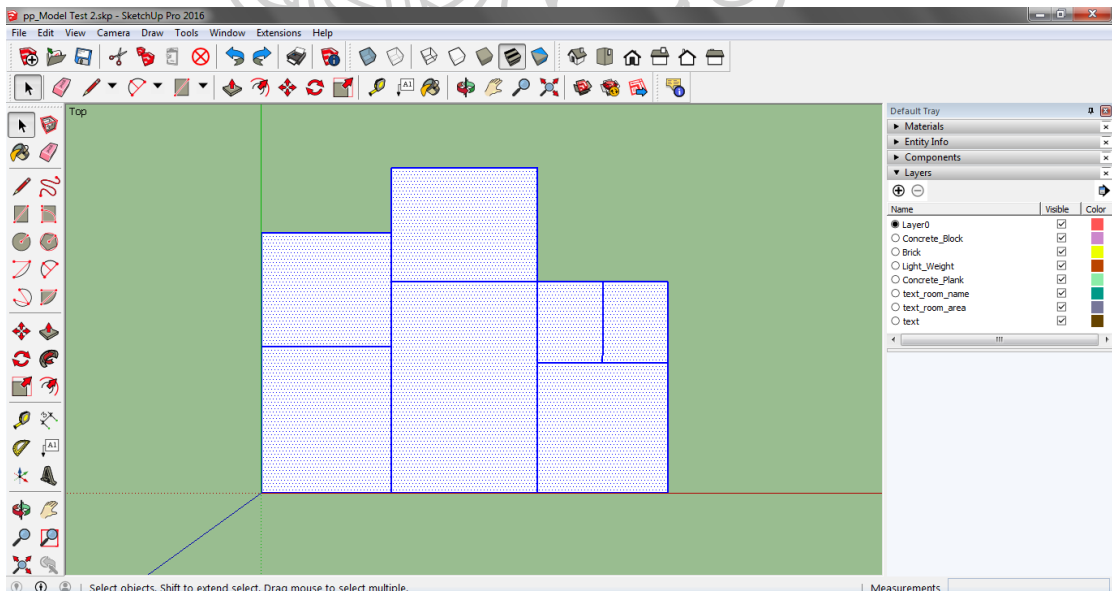 pp_Model Test 2.skp - SketchUp Pro 2016
File Edit View Camera Draw Tools Window Extensions Help
A1
Top
Default Tray
Materials
Entity Info
Components
Layers
Name Visible Color
Layer0
Concrete_Block
Brick
Light_Weight
Concrete_Plank
text_room_name
text_room_area
text
A1
Select objects. Shift to extend select. Drag mouse to select multiple.
Measurements